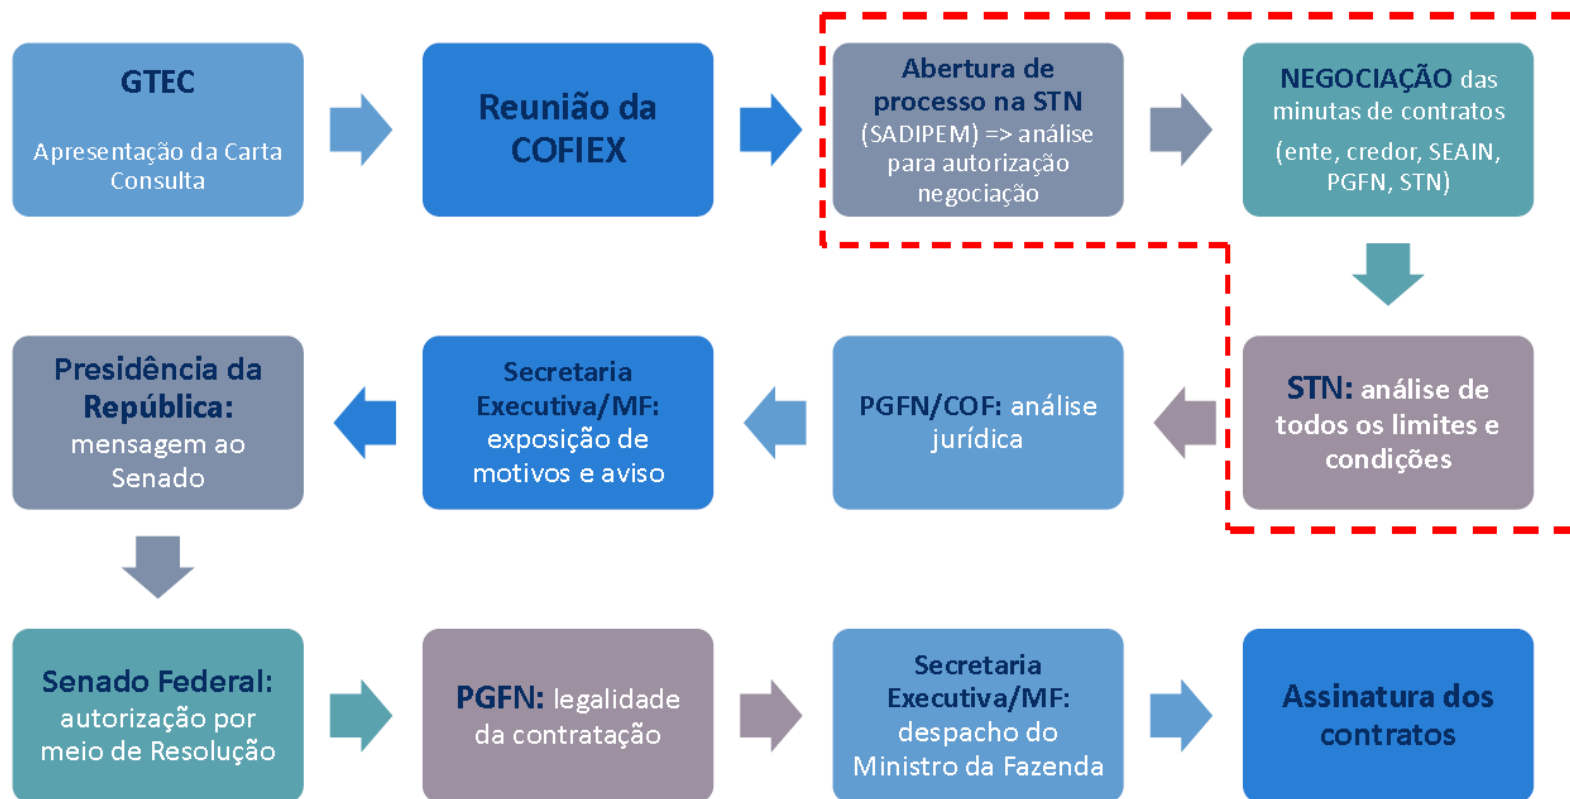 GTEC
Apresentação da Carta
Consulta
Reunião da
COFIEX
Abertura de
processo na STN
(SADIPEM) => análise
para autorização
negociação
NEGOCIAÇÃO das
minutas de contratos
(ente, credor, SEAIN,
PGFN, STN)
STN: análise de
todos os limites e
condições
PGFN/COF: análise
jurídica
Secretaria
Executiva/MF:
exposição de
motivos e aviso
Presidência da
República:
mensagem ao
Senado
Senado Federal:
autorização por
meio de Resolução
PGFN: legalidade
da contratação
Secretaria
Executiva/MF:
despacho do
Ministro da Fazenda
Assinatura dos
contratos